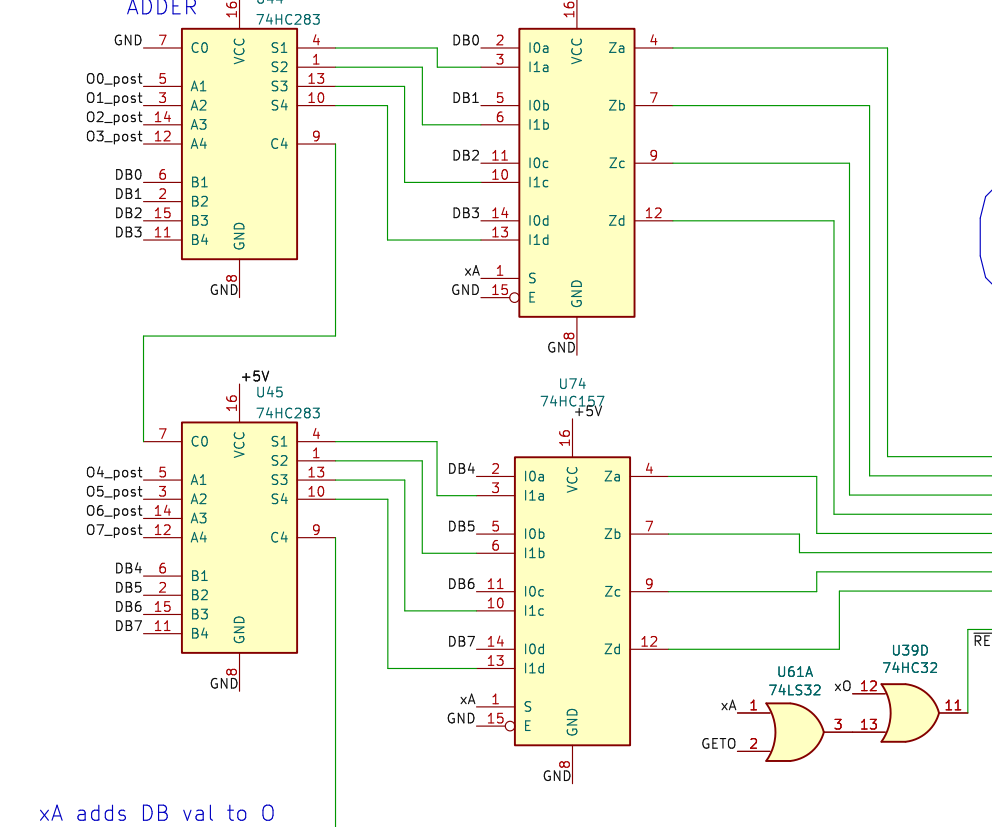 ADDER
74HC283
16
VCC
GND 7 C0
O0_post 5 A1
O1_post 3 A2
O2_post 14 A3
O3_post 12 A4
DB0 6 B1
DB1 2 B2
DB2 15 B3
DB3 11 B4
S1 4
S2 1
S3 13
S4 10
C4 9
GND
GND 8
16
VCC
DB0 2 I0a
3 I1a
DB1 5 I0b
6 I1b
DB2 11 I0c
10 I1c
DB3 14 I0d
13 I1d
xA 1 S
GND 15 E
Za 4
Zb 7
Zc 9
Zd 12
GND
GND 8
+5V
U45
74HC283
16
VCC
7 C0
O4_post 5 A1
O5_post 3 A2
O6_post 14 A3
O7_post 12 A4
DB4 6 B1
DB5 2 B2
DB6 15 B3
DB7 11 B4
S1 4
S2 1
S3 13
S4 10
C4 9
GND
GND 8
U74
74HC157
+5V
16
VCC
DB4 2 I0a
3 I1a
DB5 5 I0b
6 I1b
DB6 11 I0c
10 I1c
DB7 14 I0d
13 I1d
xA 1 S
GND 15 E
Za 4
Zb 7
Zc 9
Zd 12
GND
GND 8
U61A
74LS32
xA 1
GETO 2
3
U39D
74HC32
xO 12
13
11
RE
xA adds DB val to O